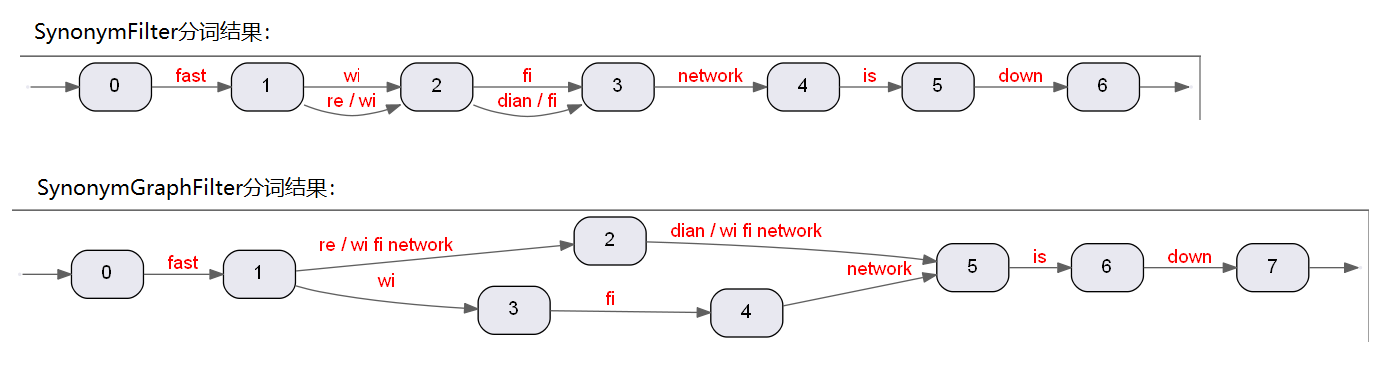 SynonymFilter分词结果：
0 fast 1 wi 2 fi 3 network 4 is 5 down 6
re / wi dian / fi
SynonymGraphFilter分词结果：
0 fast 1 re / wi fi network 2 dian / wi fi network 5 is 6 down 7
wi 3 fi 4 network